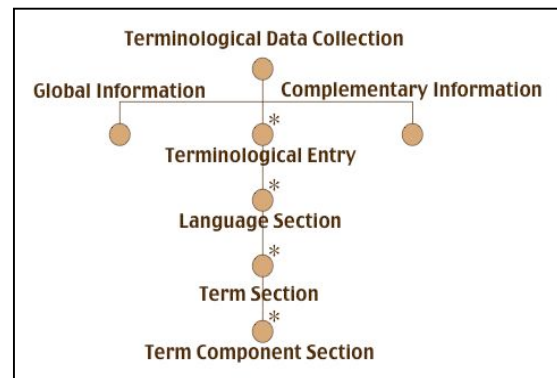 Terminological Data Collection
Global Information
Complementary Information
*
Terminological Entry
*
Language Section
*
Term Section
*
Term Component Section